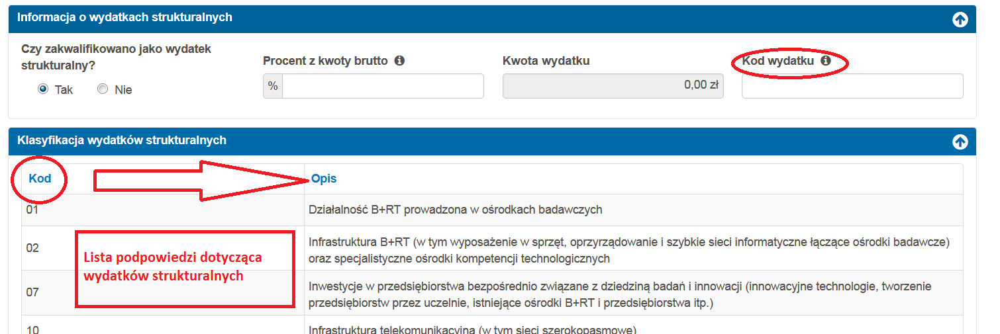 Informacja o wydatkach strukturalnych
Czy zakwalifikowano jako wydatek
strukturalny?
Tak
Nie
Procent z kwoty brutto
%
Kwota wydatku
0,00 zł
Kod wydatku
Klasyfikacja wydatków strukturalnych
Kod
Opis
01
Działalność B+RT prowadzona w ośrodkach badawczych
02
Infrastruktura B+RT (w tym wyposażenie w sprzęt, oprzyrządowanie i szybkie sieci informatyczne łączące ośrodki badawcze)
oraz specjalistyczne ośrodki kompetencji technologicznych
Lista podpowiedzi dotycząca
wydatków strukturalnych
07
Inwestycje w przedsiębiorstwa bezpośrednio związane z dziedziną badań i innowacji (innowacyjne technologie, tworzenie
przedsiębiorstw przez uczelnie, istniejące ośrodki B+RT i przedsiębiorstwa itp.)
10
Infrastruktura telekomunikacyjna (w tym sieci szerokopasmowe)